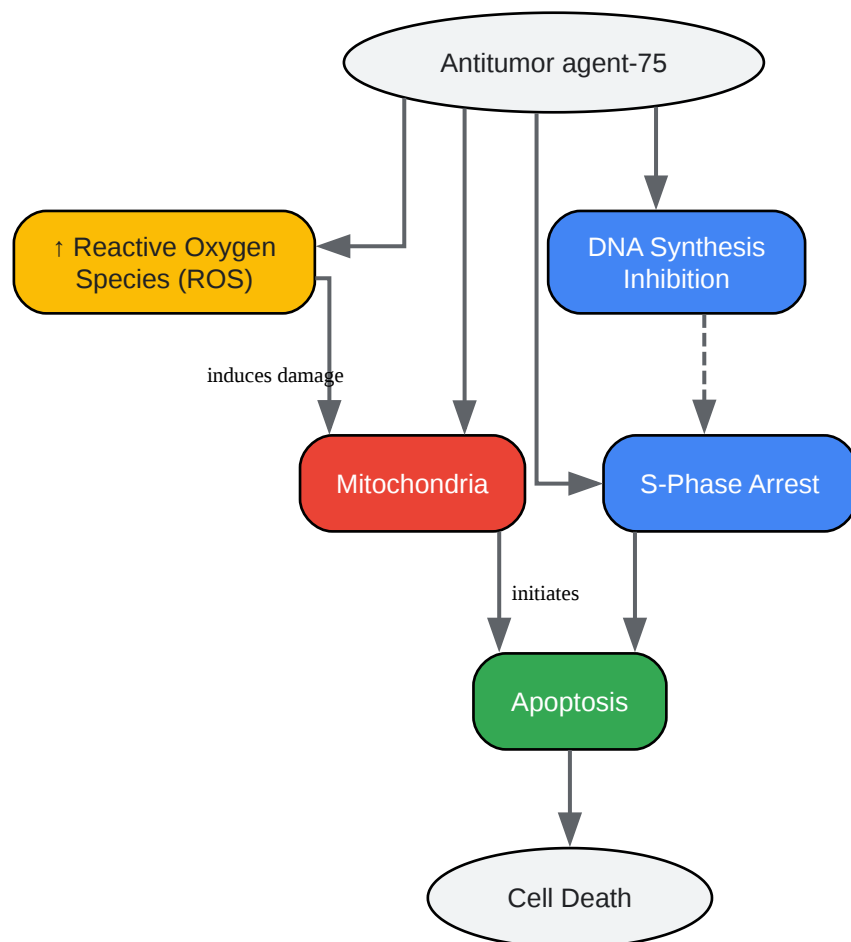 Antitumor agent-75
↑ Reactive Oxygen
Species (ROS)
DNA Synthesis
Inhibition
induces damage
Mitochondria
S-Phase Arrest
initiates
Apoptosis
Cell Death